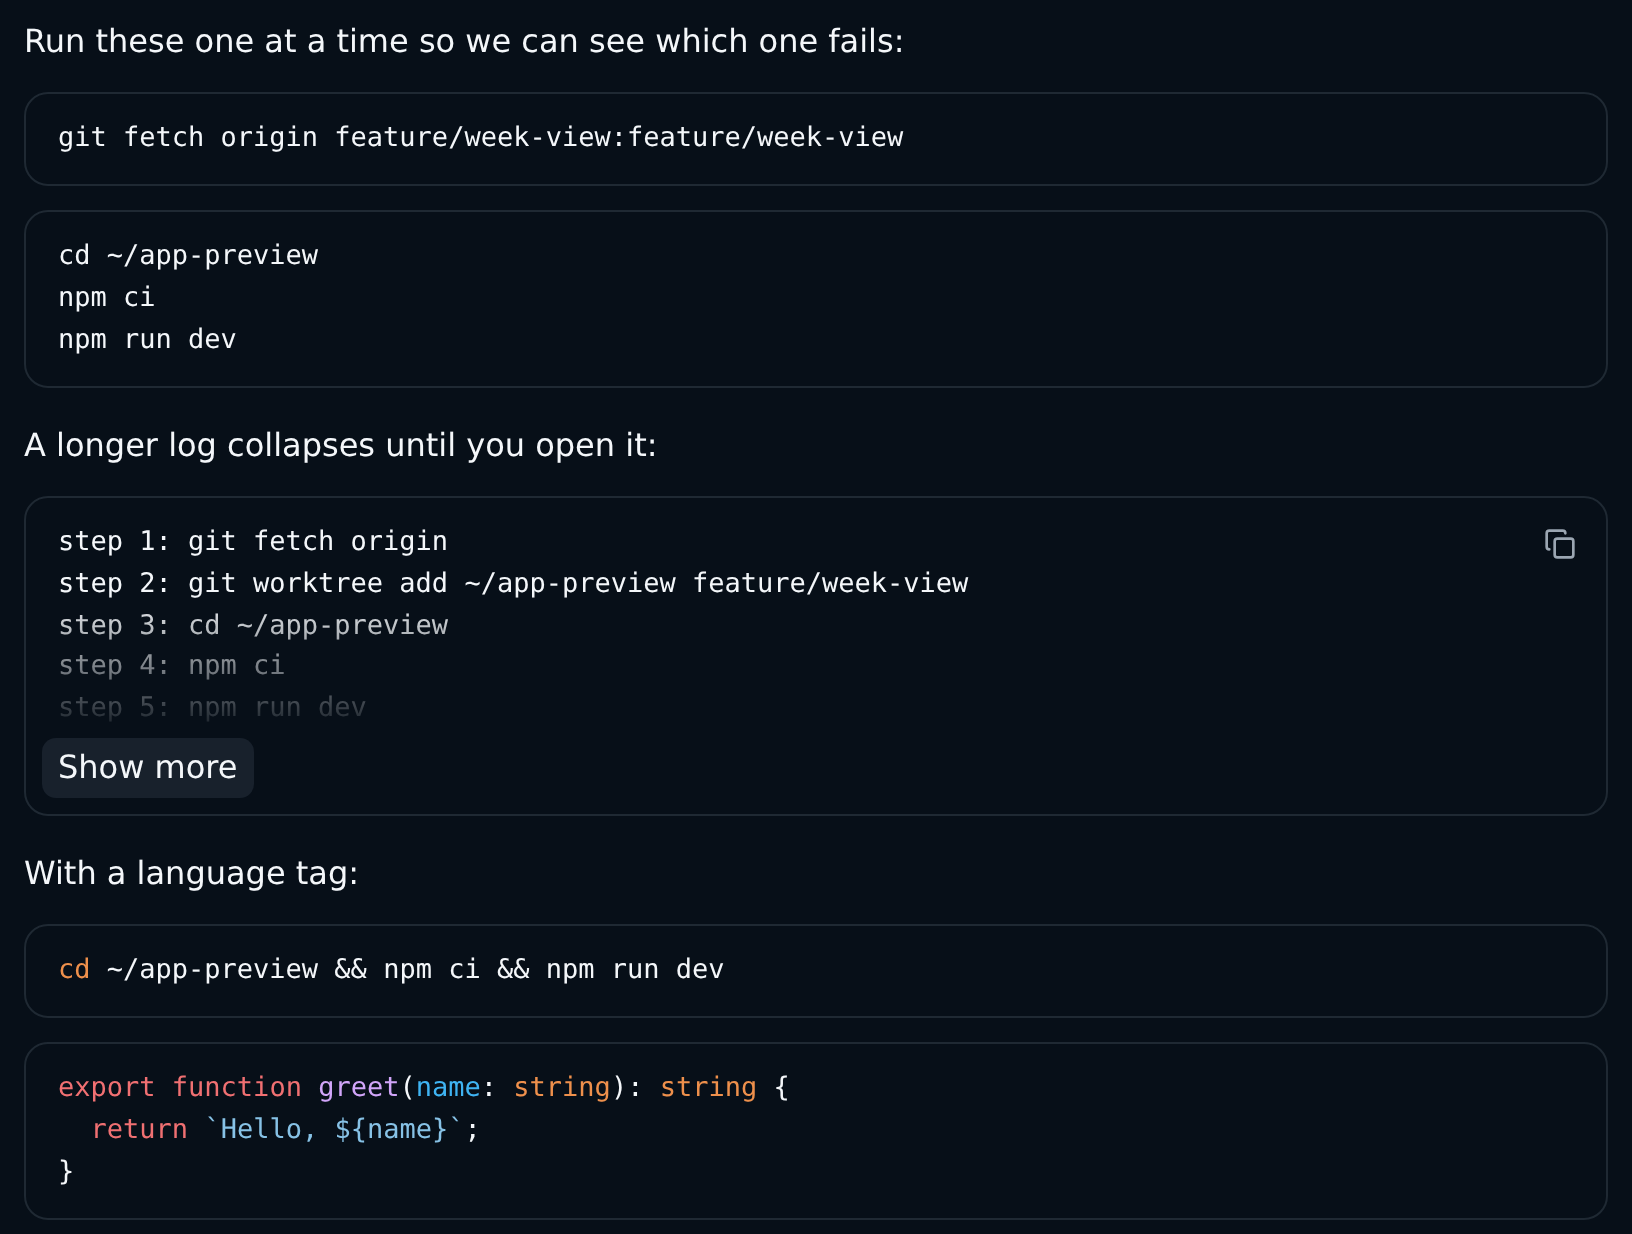 Run these one at a time so we can see which one fails:
git fetch origin feature/week-view:feature/week-view
cd ~/app-preview
npm ci
npm run dev
A longer log collapses until you open it:
step 1: git fetch origin
step 2: git worktree add ~/app-preview feature/week-view
step 3: cd ~/app-preview
step 4: npm ci
step 5: npm run dev
Show more
With a language tag:
cd ~/app-preview && npm ci && npm run dev
export function greet(name: string): string {
  return `Hello, ${name}`;
}